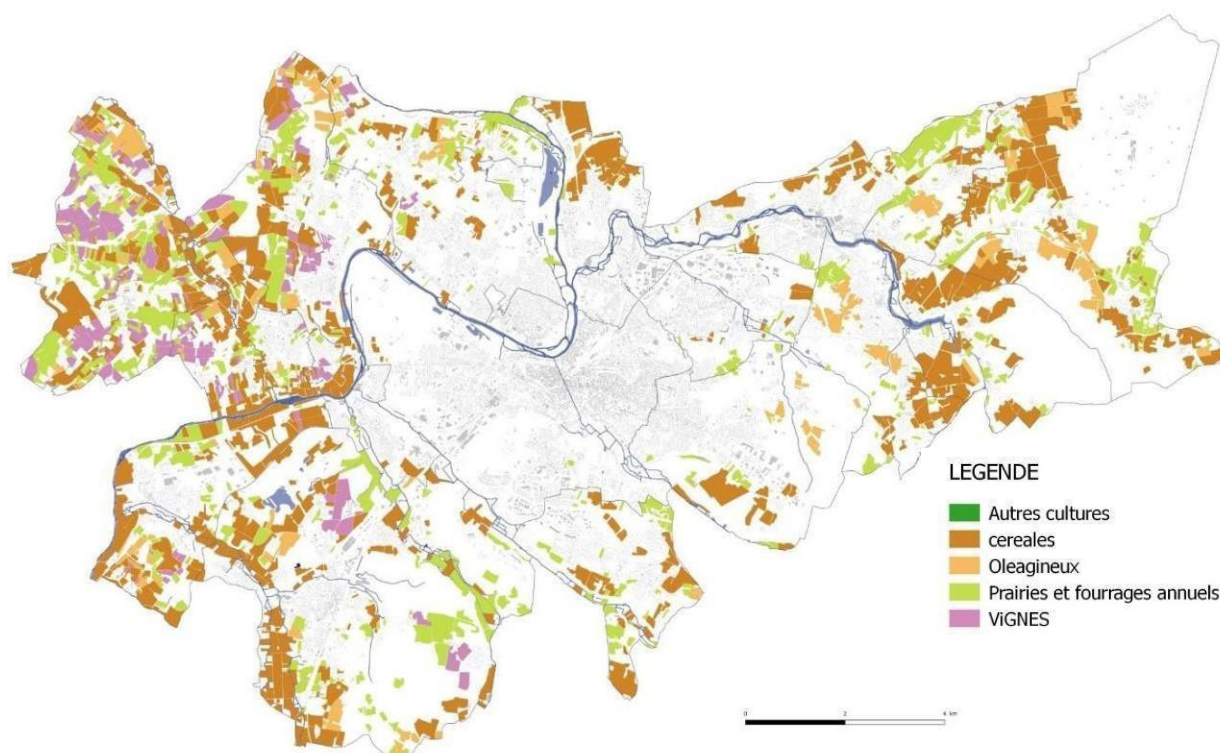 LEGENDE
Autres cultures
cereales
Oleagineux
Prairies et fourrages annuels
ViGNES
0 2 4 km